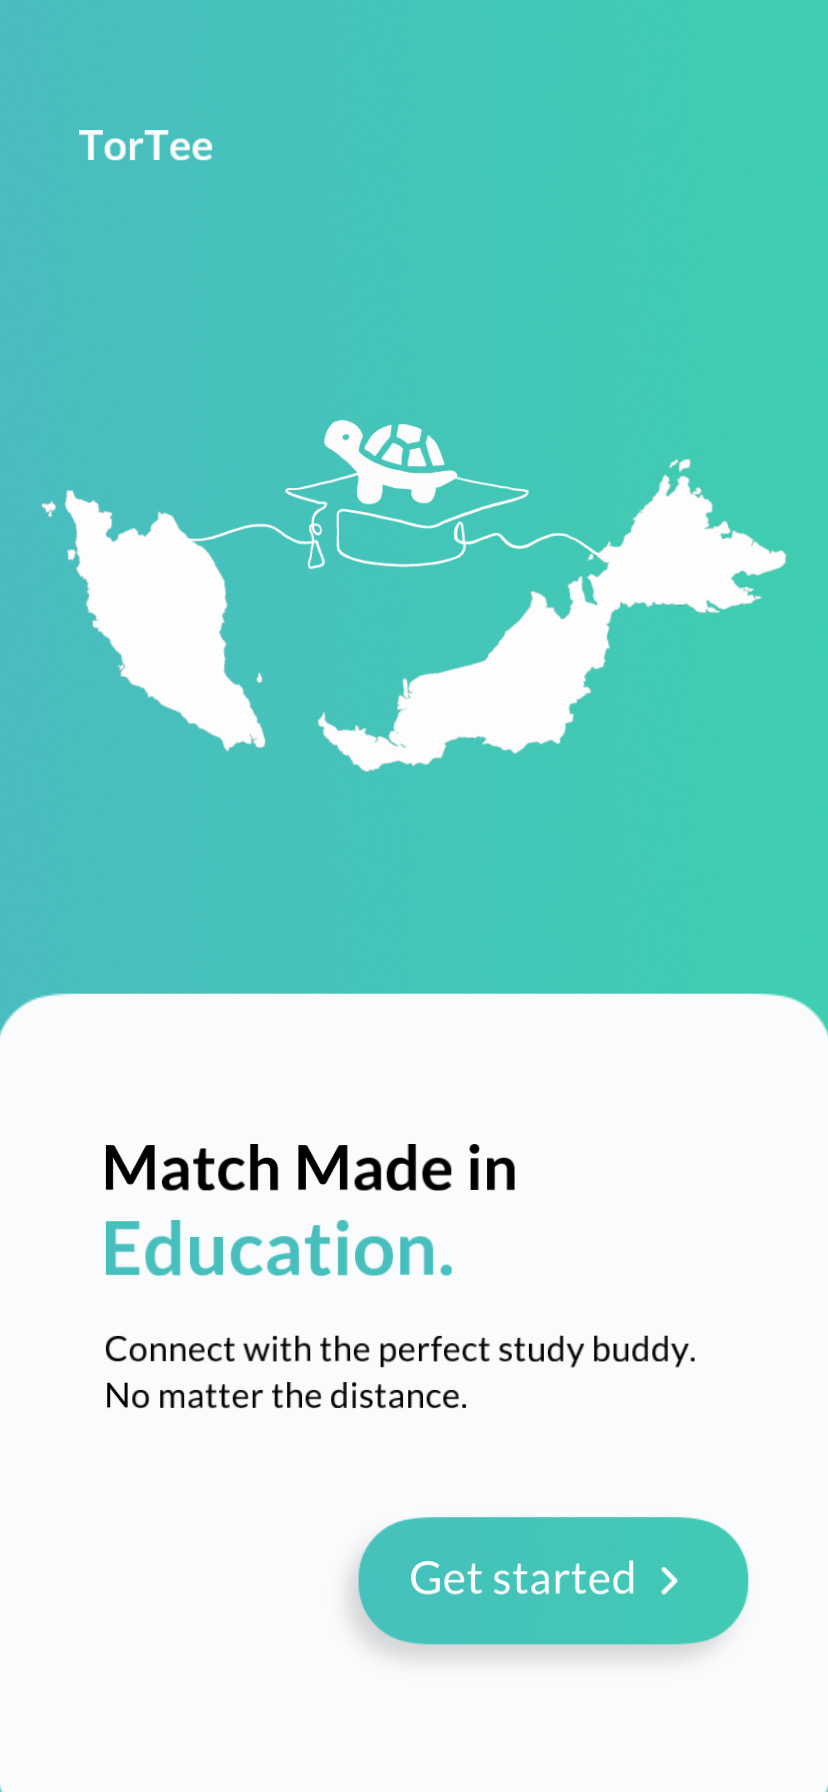 TorTee
Match Made in
Education.
Connect with the perfect study buddy.
No matter the distance.
Get started